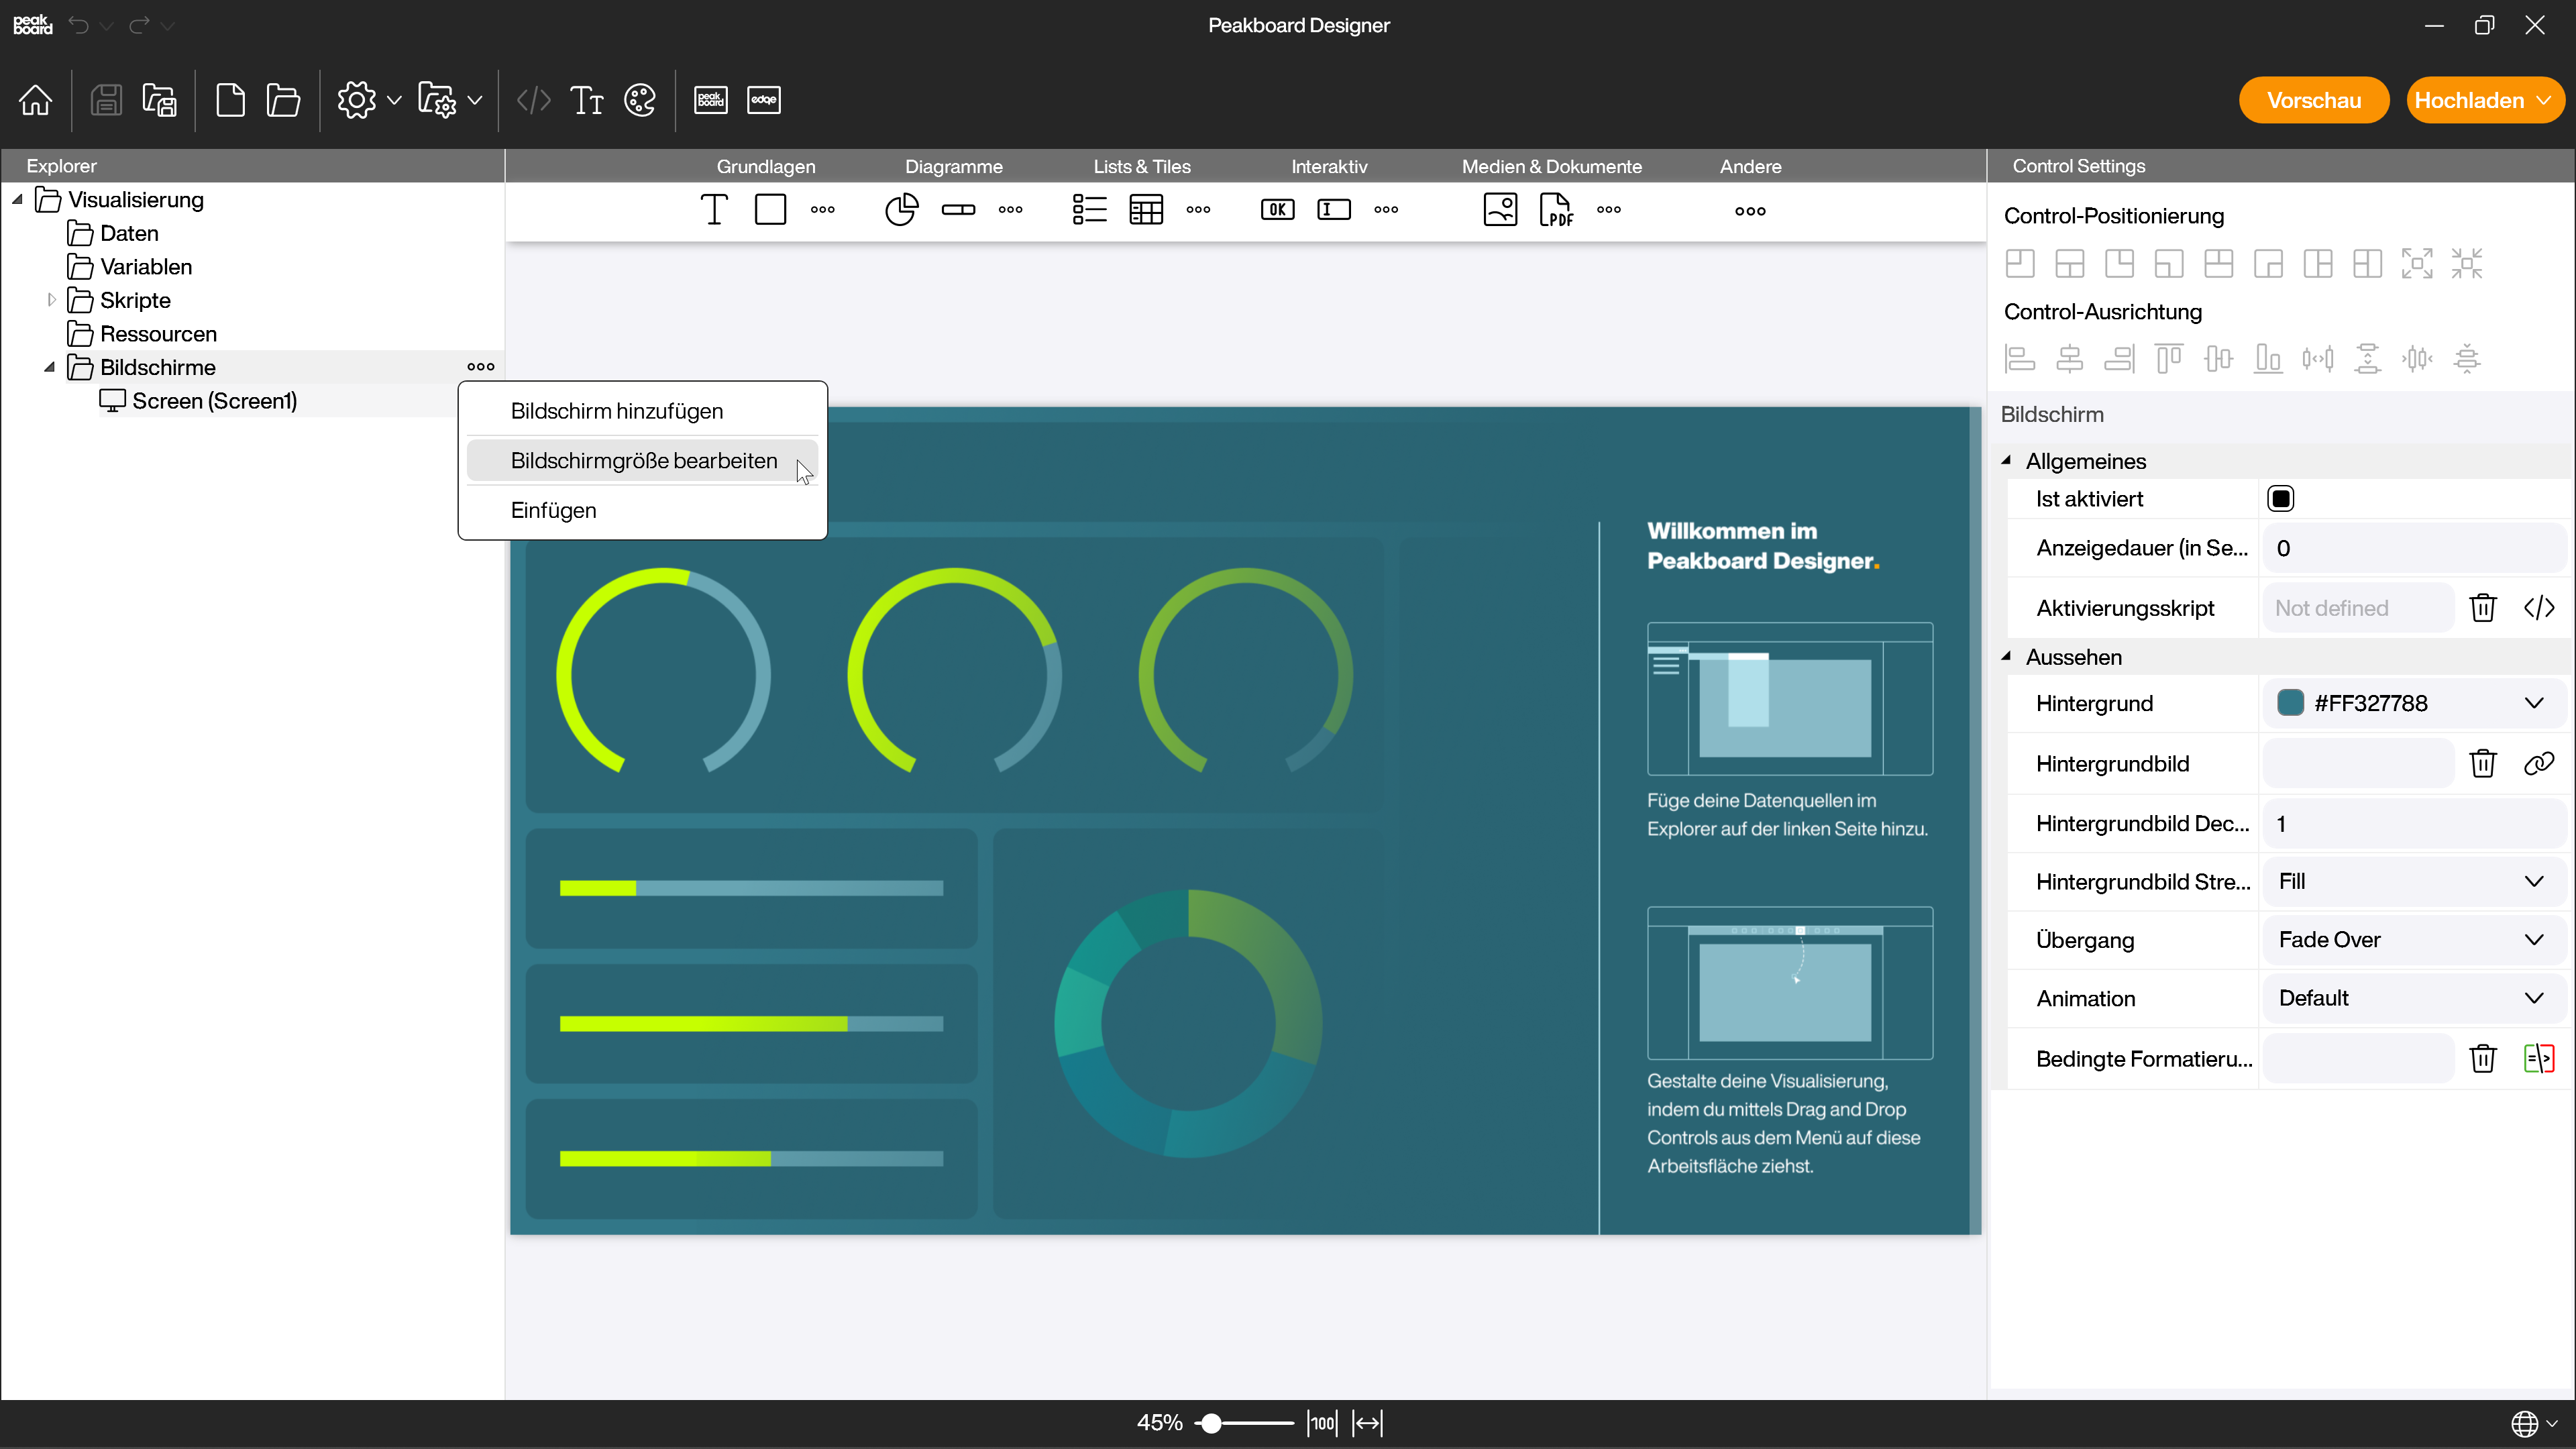 peak
board
Peakboard Designer
peak
board
edge
Vorschau
Hochladen
Explorer
Grundlagen
Diagramme
Lists & Tiles
Interaktiv
Medien & Dokumente
Andere
Control Settings
Visualisierung
Daten
Variablen
Skripte
Ressourcen
Bildschirme
Screen (Screen1)
OK
I
PDF
Bildschirm hinzufügen
Bildschirmgröße bearbeiten
Einfügen
Willkommen im
Peakboard Designer.
Füge deine Datenquellen im
Explorer auf der linken Seite hinzu.
Gestalte deine Visualisierung,
indem du mittels Drag and Drop
Controls aus dem Menü auf diese
Arbeitsfläche ziehst.
Control-Positionierung
Control-Ausrichtung
Bildschirm
Allgemeines
Ist aktiviert
Anzeigedauer (in Se... 0
Aktivierungsskript Not defined
Aussehen
Hintergrund #FF327788
Hintergrundbild
Hintergrundbild Dec... 1
Hintergrundbild Stre... Fill
Übergang Fade Over
Animation Default
Bedingte Formatieru...
45%
100